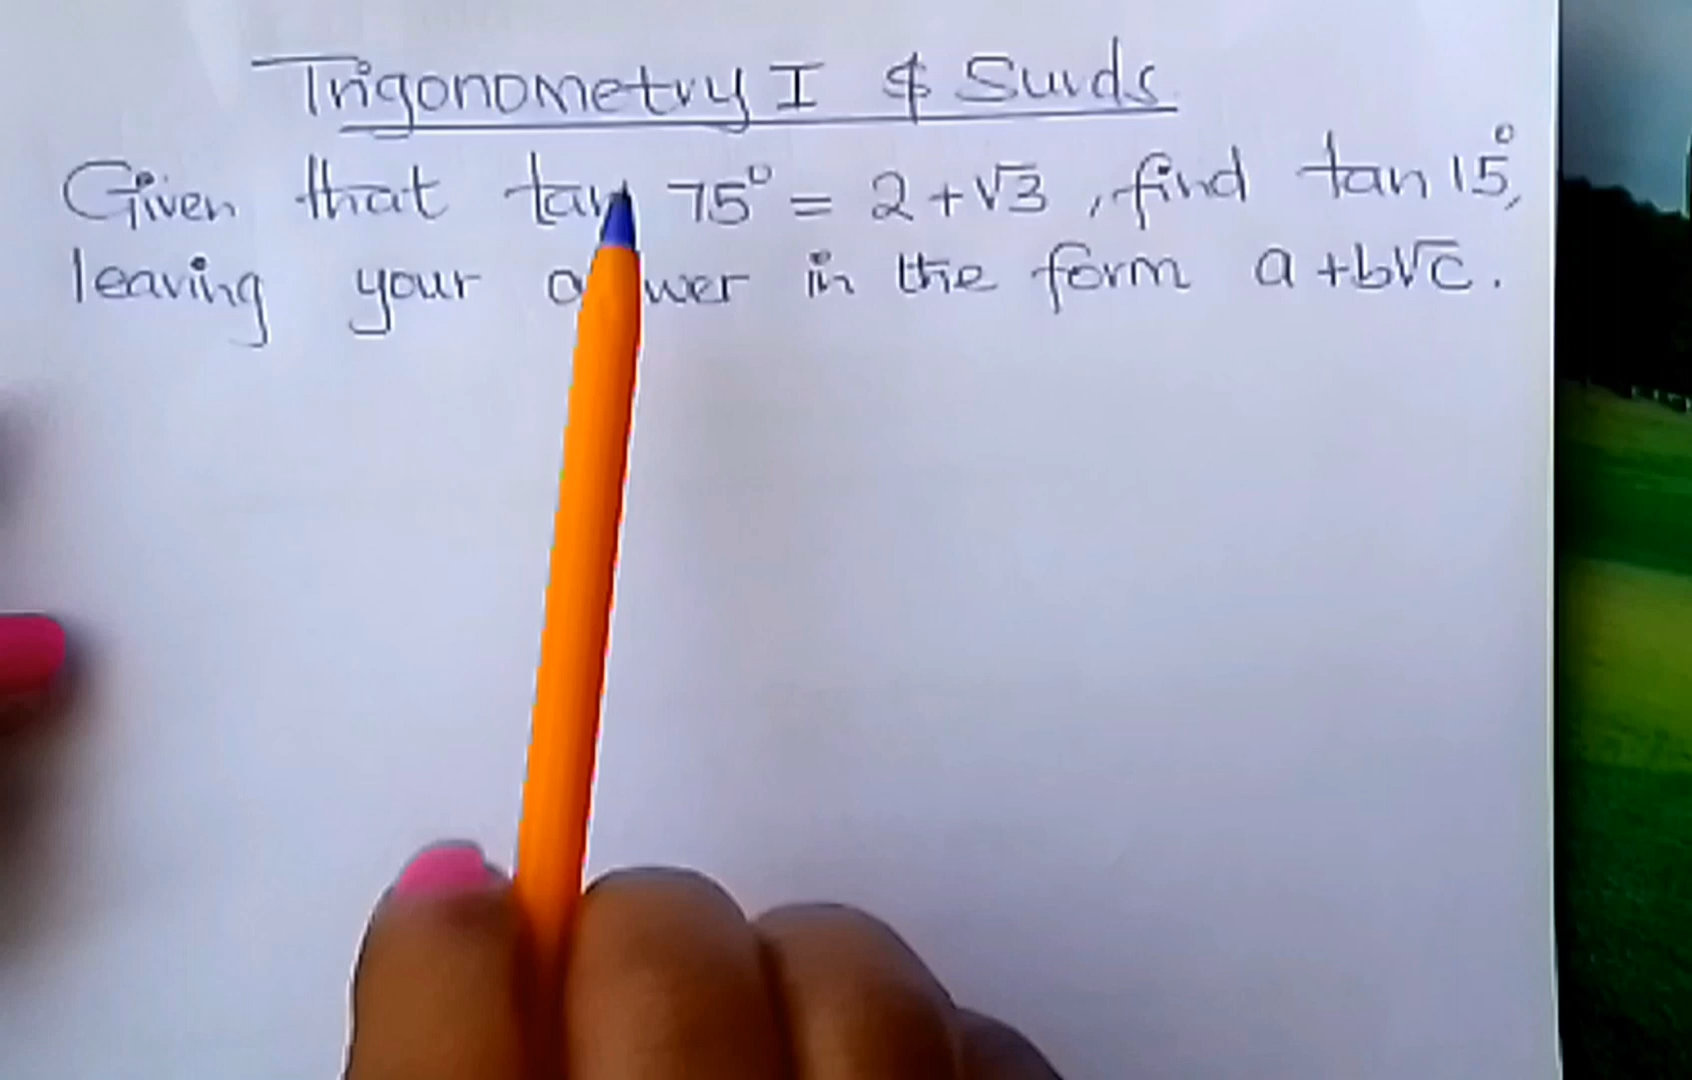 Trigonometry I & Surds
Given that tan 75° = 2 + √3, find tan 15°,
leaving your in the form a + b√c.